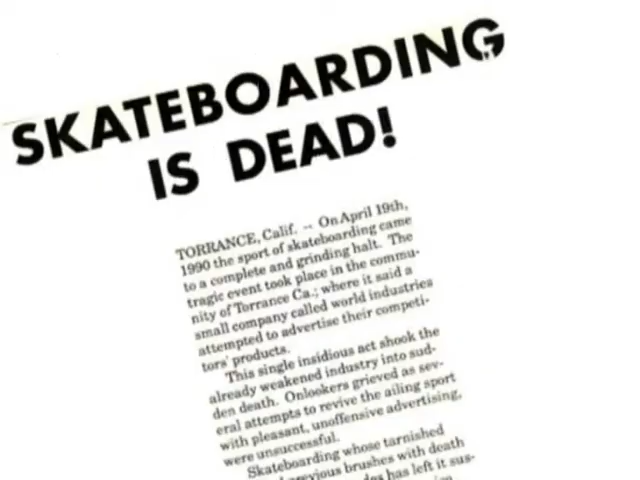 SKATEBOARDING
IS DEAD!
TORRANCE, Calif. -- On April 19th,
1990 the sport of skateboarding came
to a complete and grinding halt. The
tragic event took place in the commu-
nity of Torrance Ca.; where it said a
small company called world industries
attempted to advertise their competi-
tors' products.
This single insidious act shook the
already weakened industry into sud-
den death. Onlookers grieved as sev-
eral attempts to revive the ailing sport
with pleasant, unoffensive advertising,
were unsuccessful.
Skateboarding whose tarnished
previous brushes with death
has left it sus-